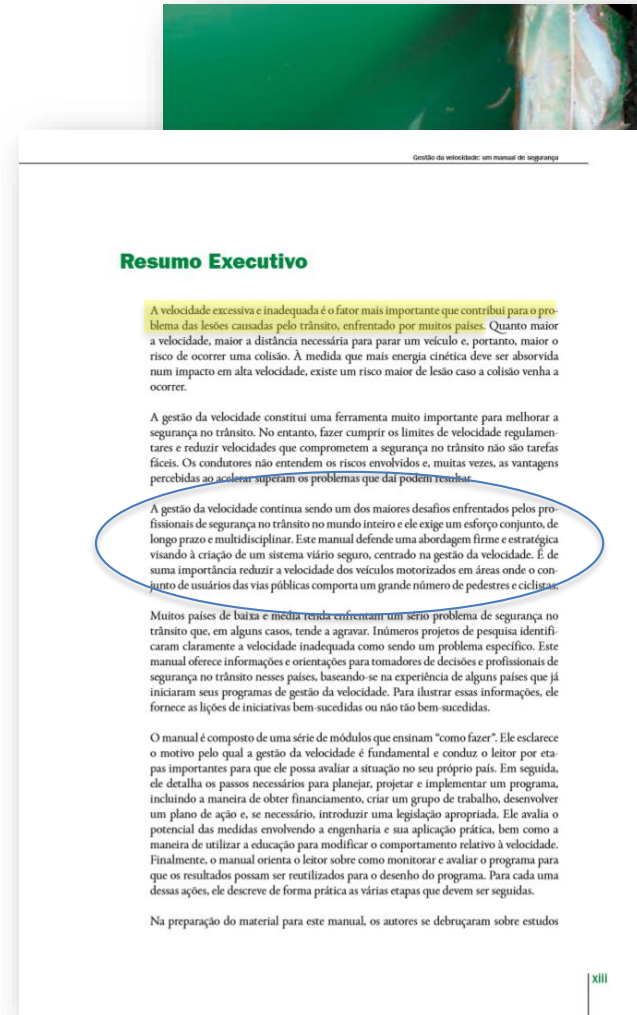 Gestão da velocidade: um manual de segurança
Resumo Executivo
A velocidade excessiva e inadequada é o fator mais importante que contribui para o pro-
blema das lesões causadas pelo trânsito, enfrentado por muitos países. Quanto maior
a velocidade, maior a distância necessária para parar um veículo e, portanto, maior o
risco de ocorrer uma colisão. À medida que mais energia cinética deve ser absorvida
num impacto em alta velocidade, existe um risco maior de lesão caso a colisão venha a
ocorrer.
A gestão da velocidade constitui uma ferramenta muito importante para melhorar a
segurança no trânsito. No entanto, fazer cumprir os limites de velocidade regulamen-
tares e reduzir velocidades que comprometem a segurança no trânsito não são tarefas
fáceis. Os condutores não entendem os riscos envolvidos e, muitas vezes, as vantagens
percebidas ao acelerar superam os problemas que daí podem resultar.
A gestão da velocidade continua sendo um dos maiores desafios enfrentados pelos pro-
fissionais de segurança no trânsito no mundo inteiro e ele exige um esforço conjunto, de
longo prazo e multidisciplinar. Este manual defende uma abordagem firme e estratégica
visando à criação de um sistema viário seguro, centrado na gestão da velocidade. É de
suma importância reduzir a velocidade dos veículos motorizados em áreas onde o con-
junto de usuários das vias públicas comporta um grande número de pedestres e ciclistas.
Muitos países de baixa e média renda enfrentam um sério problema de segurança no
trânsito que, em alguns casos, tende a agravar. Inúmeros projetos de pesquisa identifi-
caram claramente a velocidade inadequada como sendo um problema específico. Este
manual oferece informações e orientações para tomadores de decisões e profissionais de
segurança no trânsito nesses países, baseando-se na experiência de alguns países que já
iniciaram seus programas de gestão da velocidade. Para ilustrar essas informações, ele
fornece as lições de iniciativas bem-sucedidas ou não tão bem-sucedidas.
O manual é composto de uma série de módulos que ensinam "como fazer". Ele esclarece
o motivo pelo qual a gestão da velocidade é fundamental e conduz o leitor por eta-
pas importantes para que ele possa avaliar a situação no seu próprio país. Em seguida,
ele detalha os passos necessários para planejar, projetar e implementar um programa,
incluindo a maneira de obter financiamento, criar um grupo de trabalho, desenvolver
um plano de ação e, se necessário, introduzir uma legislação apropriada. Ele avalia o
potencial das medidas envolvendo a engenharia e sua aplicação prática, bem como a
maneira de utilizar a educação para modificar o comportamento relativo à velocidade.
Finalmente, o manual orienta o leitor sobre como monitorar e avaliar o programa para
que os resultados possam ser reutilizados para o desenho do programa. Para cada uma
dessas ações, ele descreve de forma prática as várias etapas que devem ser seguidas.
Na preparação do material para este manual, os autores se debruçaram sobre estudos
xiii